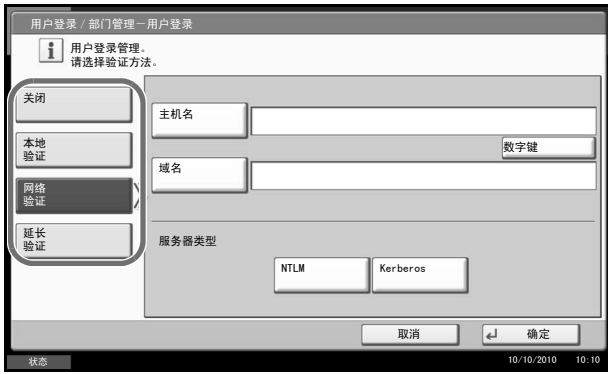 用户登录 / 部门管理－用户登录
用户登录管理。
请选择验证方法。
关闭
本地
验证
网络
验证
延长
验证
主机名
数字键
域名
服务器类型
NTLM
Kerberos
取消
确定
状态
10/10/2010 10:10